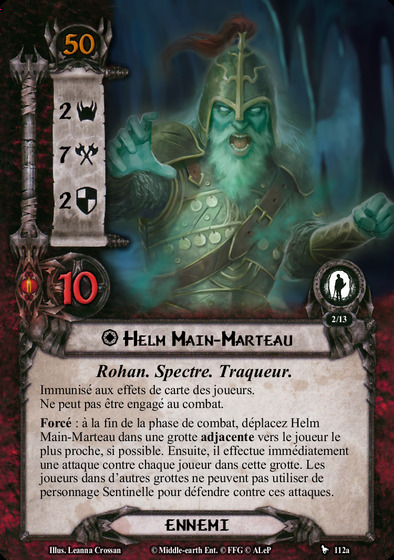 50
2
7
2
10
2/13
Helm Main-Marteau
Rohan. Spectre. Traqueur.
Immunisé aux effets de carte des joueurs.
Ne peut pas être engagé au combat.
Forcé : à la fin de la phase de combat, déplacez Helm
Main-Marteau dans une grotte adjacente vers le joueur le
plus proche, si possible. Ensuite, il effectue immédiatement
une attaque contre chaque joueur dans cette grotte. Les
joueurs dans d'autres grottes ne peuvent pas utiliser de
personnage Sentinelle pour défendre contre ces attaques.
ENNEMI
Illus. Leanna Crossan © Middle-earth Ent. © FFG © ALeP 112a